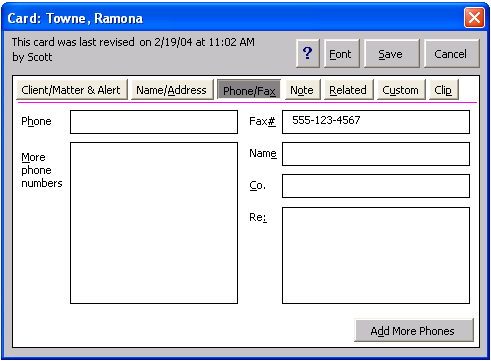 Card: Towne, Ramona
This card was last revised on 2/19/04 at 11:02 AM
by Scott
? Font Save Cancel
Client/Matter & Alert Name/Address Phone/Fax Note Related Custom Clip
Phone
Fax# 555-123-4567
More
phone
numbers
Name
Co.
Re:
Add More Phones